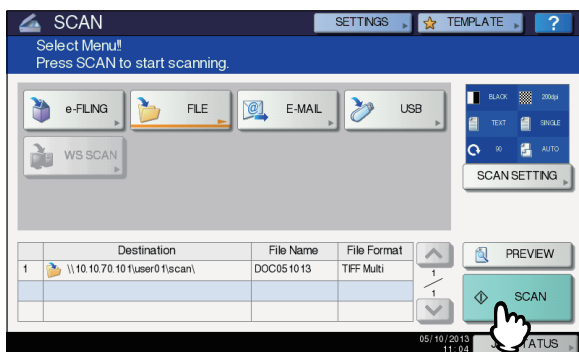 SCAN
SETTINGS
TEMPLATE
?
Select Menu!!
Press SCAN to start scanning.
e-FILING
FILE
E-MAIL
USB
WS SCAN
BLACK
200dpi
TEXT
SINGLE
90
AUTO
SCAN SETTING
Destination File Name File Format
1 \\10.10.70.101\user01\scan\ DOC051013 TIFF Multi
1
1
PREVIEW
SCAN
05/10/2013
11:04
STATUS